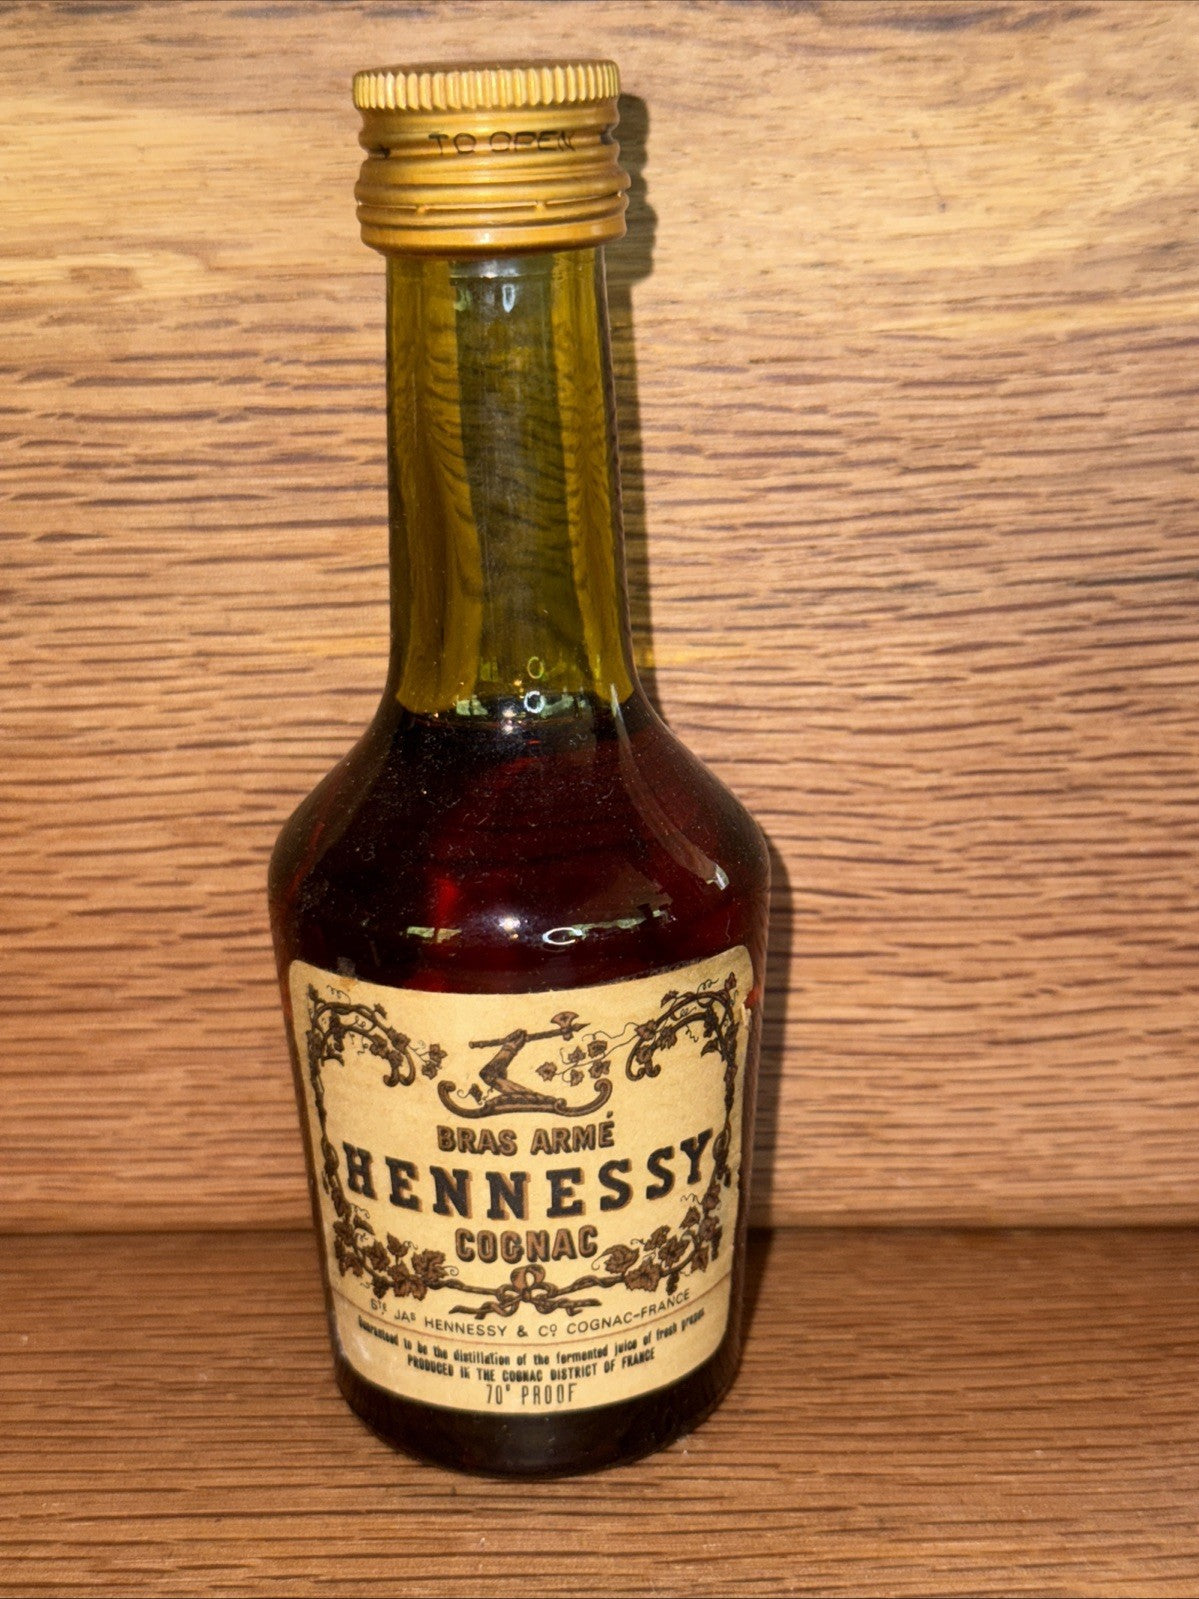 TO OPEN
BRAS ARMÉ
HENNESSY
COGNAC
Sté JAS HENNESSY & Cº COGNAC-FRANCE
Guaranteed to be the distillation of the fermented juice of fresh grapes
PRODUCED IN THE COGNAC DISTRICT OF FRANCE
70° PROOF